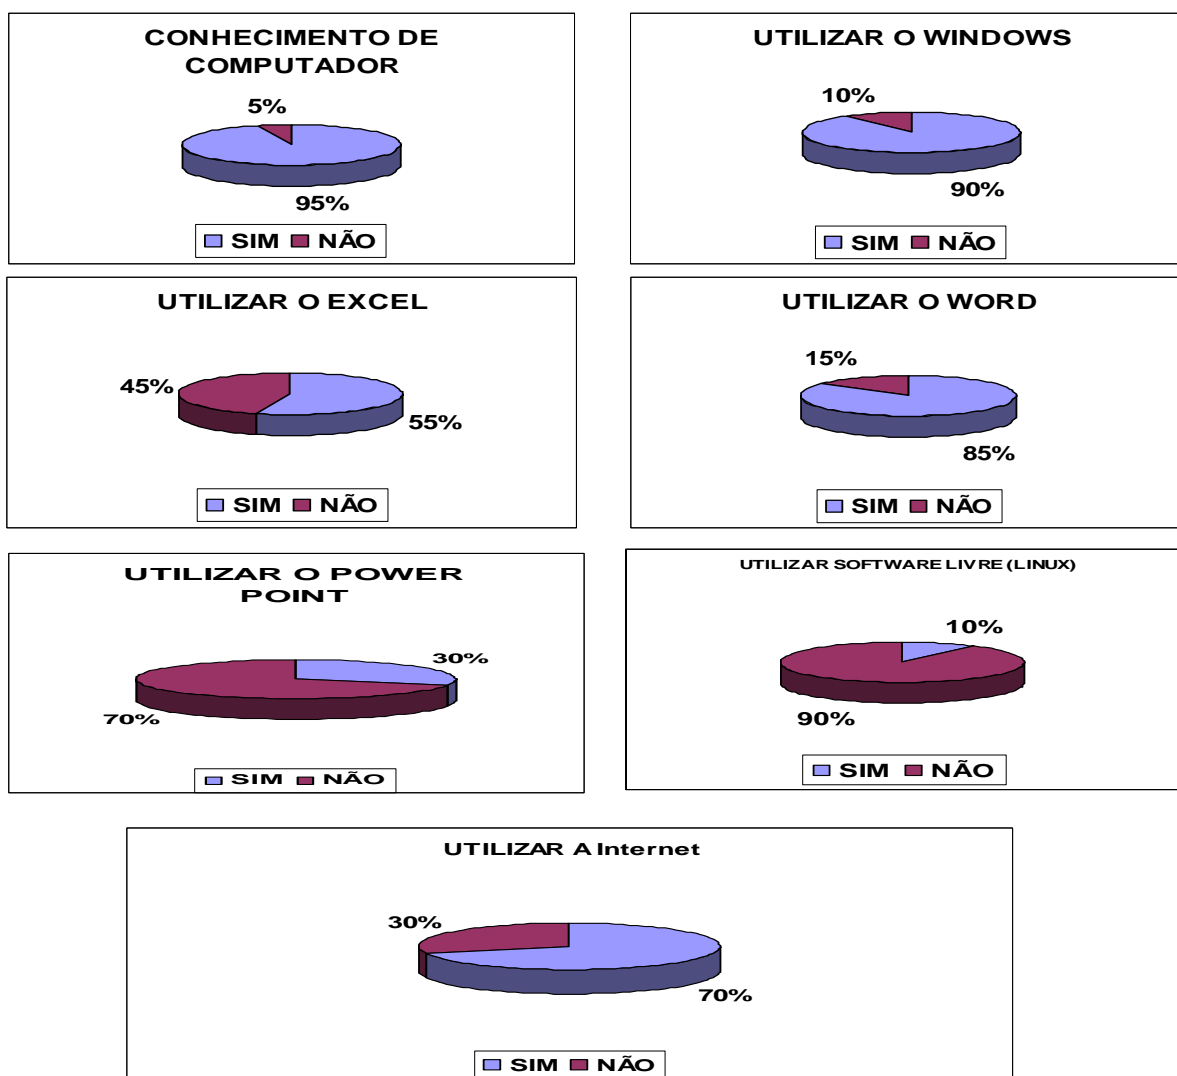 CONHECIMENTO DE
COMPUTADOR
5%
95%
SIM NÃO
UTILIZAR O WINDOWS
10%
90%
SIM NÃO
UTILIZAR O EXCEL
45%
55%
SIM NÃO
UTILIZAR O WORD
15%
85%
SIM NÃO
UTILIZAR O POWER
POINT
30%
70%
SIM NÃO
UTILIZAR SOFTWARE LIVRE (LINUX)
10%
90%
SIM NÃO
UTILIZAR A Internet
30%
70%
SIM NÃO